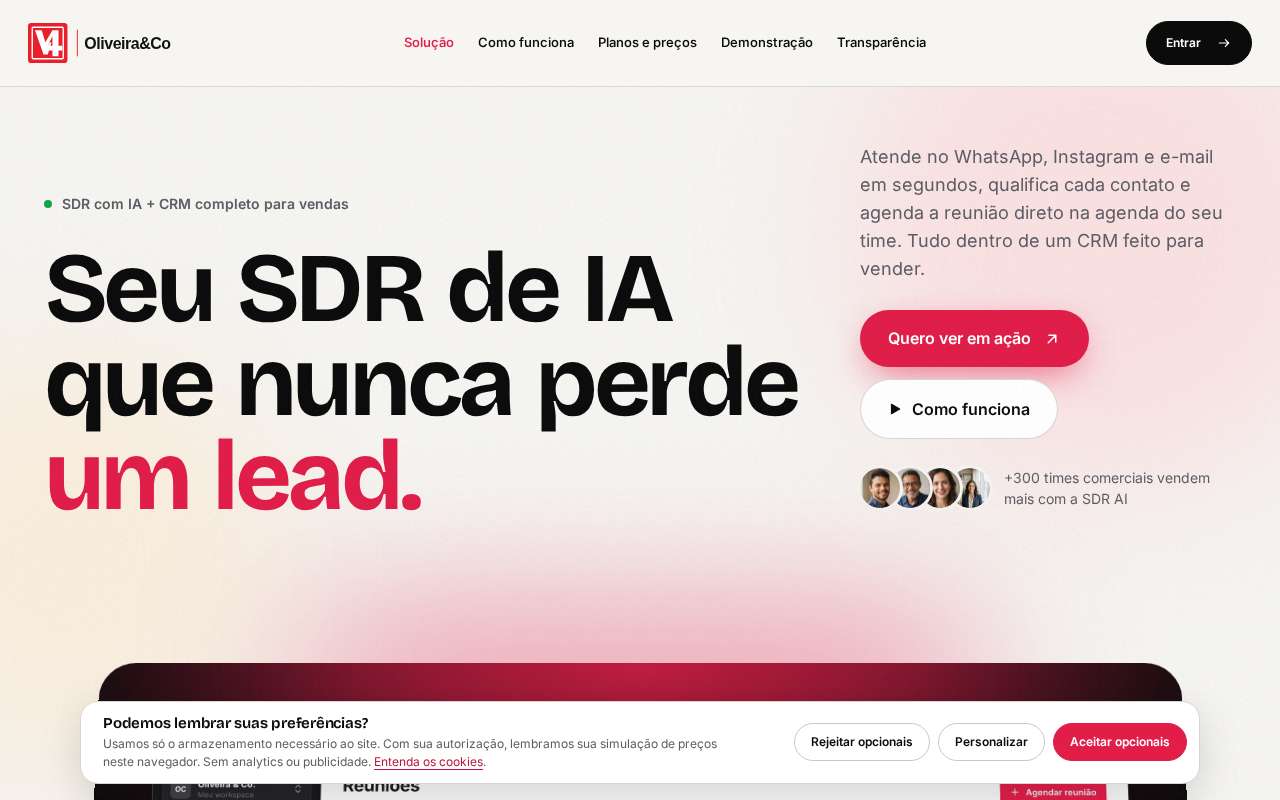 V4
Oliveira&Co
Solução
Como funciona
Planos e preços
Demonstração
Transparência
Entrar
SDR com IA + CRM completo para vendas
Seu SDR de IA
que nunca perde
um lead.
Atende no WhatsApp, Instagram e e-mail
em segundos, qualifica cada contato e
agenda a reunião direto na agenda do seu
time. Tudo dentro de um CRM feito para
vender.
Quero ver em ação
Como funciona
+300 times comerciais vendem
mais com a SDR AI
Podemos lembrar suas preferências?
Usamos só o armazenamento necessário ao site. Com sua autorização, lembramos sua simulação de preços
neste navegador. Sem analytics ou publicidade. Entenda os cookies.
Rejeitar opcionais
Personalizar
Aceitar opcionais
OC
Oliveira & Co.
Meu workspace
Reuniões
Agendar reunião